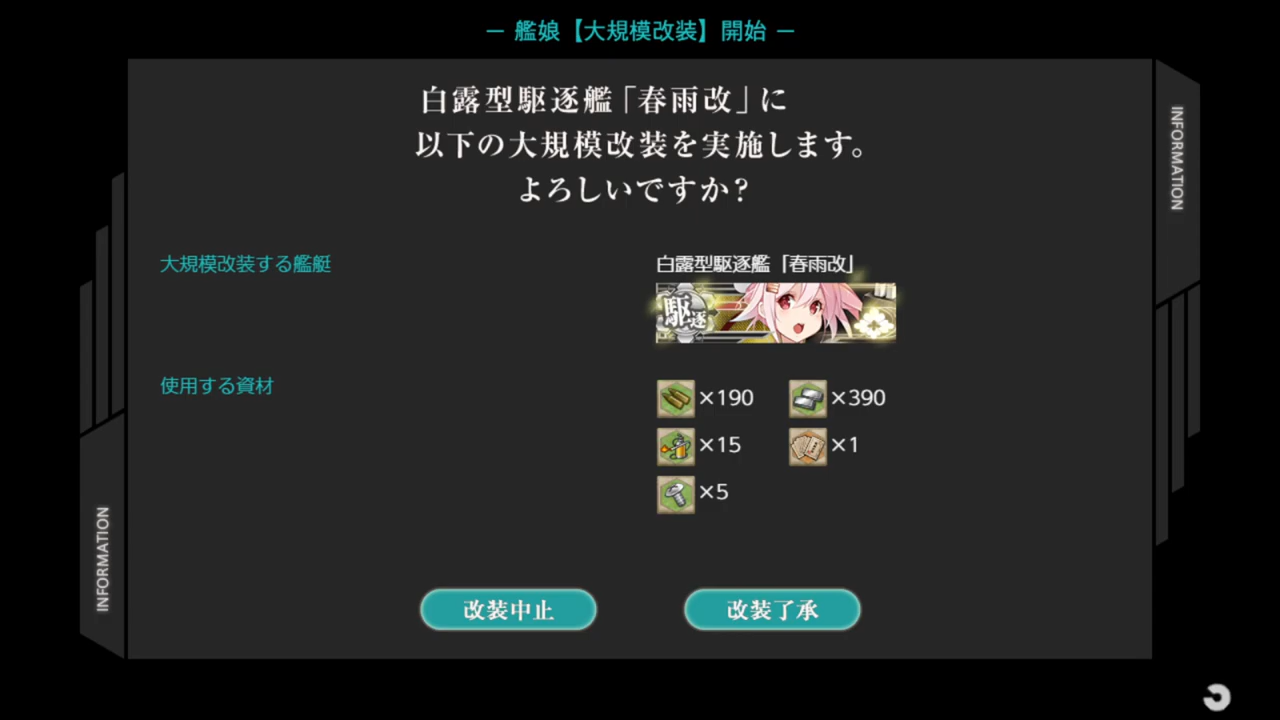 — 艦娘【大規模改装】開始 —
白露型駆逐艦「春雨改」に
以下の大規模改装を実施します。
よろしいですか?
大規模改装する艦艇
白露型駆逐艦「春雨改」
駆逐
使用する資材
×190 ×390
×15 ×1
×5
改装中止
改装了承
INFORMATION
INFORMATION